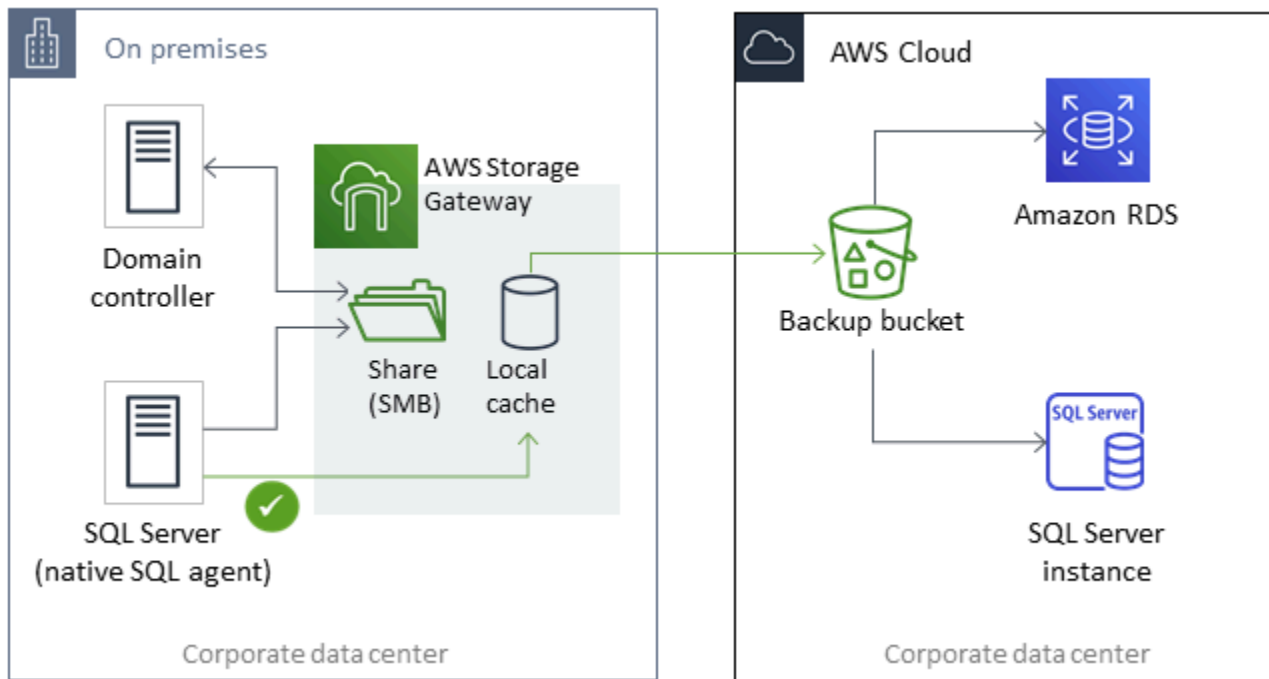 On premises
AWS Cloud
AWS Storage
Gateway
Domain
controller
Share
(SMB)
Local
cache
SQL Server
(native SQL agent)
Corporate data center
Amazon RDS
Backup bucket
SQL Server
SQL Server
instance
Corporate data center